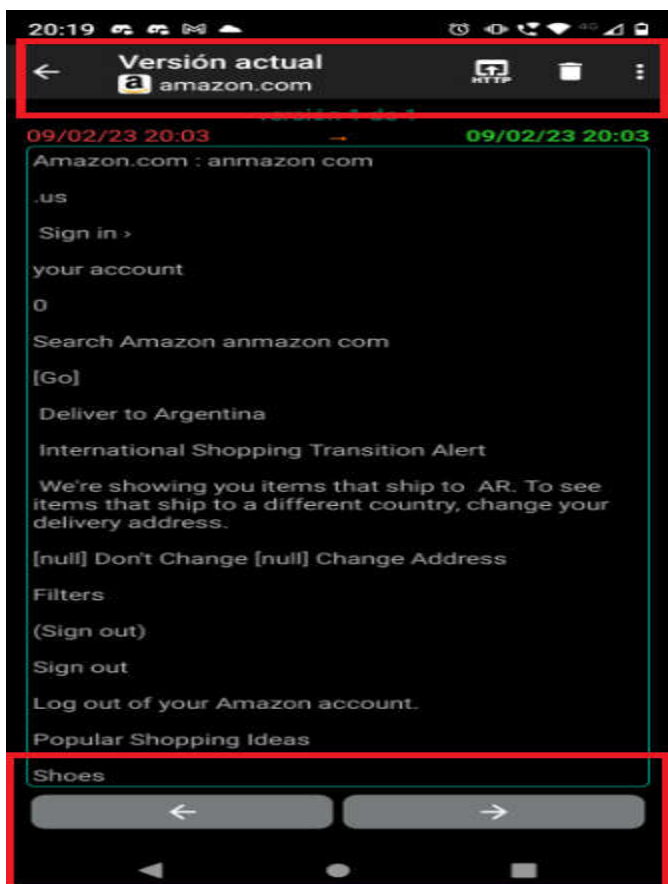 20:19
4G
Versión actual
a amazon.com
HTTP
versión 1 de 1
09/02/23 20:03 → 09/02/23 20:03
Amazon.com : anmazon com
.us
Sign in ›
your account
0
Search Amazon anmazon com
[Go]
Deliver to Argentina
International Shopping Transition Alert
We're showing you items that ship to AR. To see
items that ship to a different country, change your
delivery address.
[null] Don't Change [null] Change Address
Filters
(Sign out)
Sign out
Log out of your Amazon account.
Popular Shopping Ideas
Shoes
← →